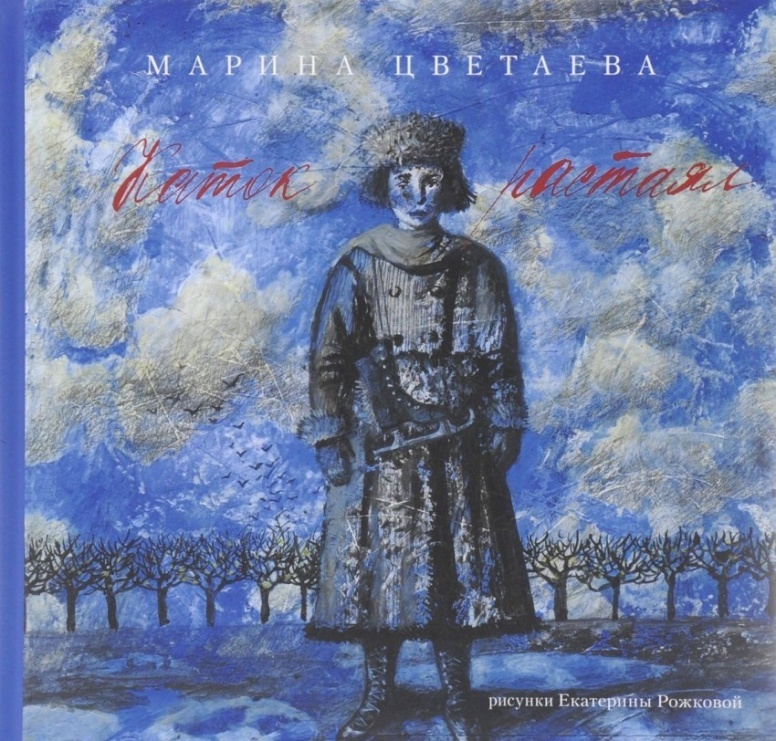 МАРИНА ЦВЕТАЕВА
Каток растаял
рисунки Екатерины Рожковой